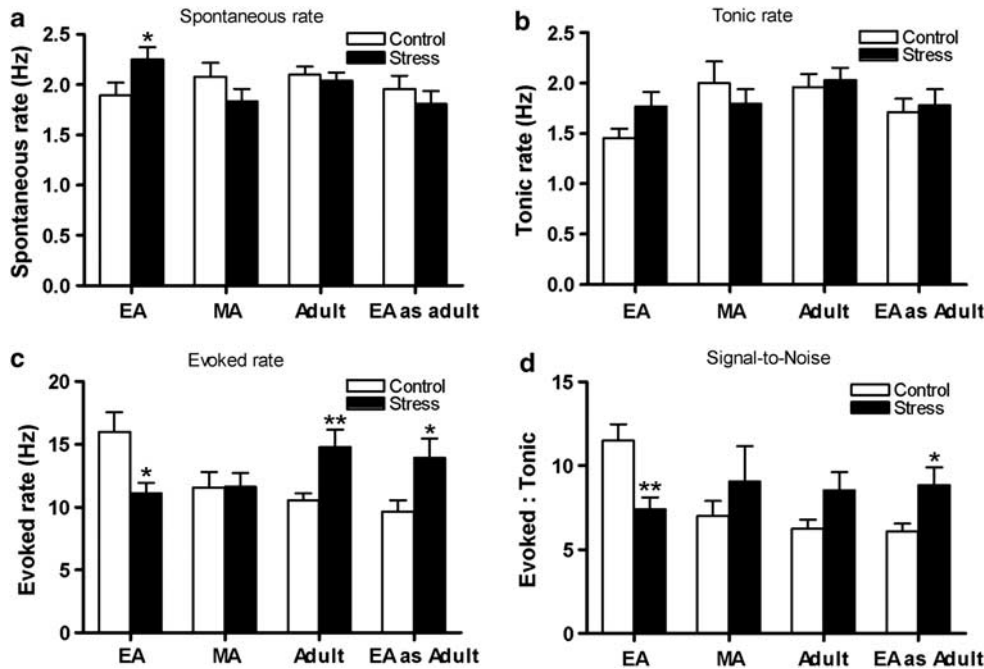 a Spontaneous rate
Spontaneous rate (Hz)
2.5
2.0
1.5
1.0
0.5
0.0
Control
Stress
*
EA MA Adult EA as adult
b Tonic rate
Tonic rate (Hz)
2.5
2.0
1.5
1.0
0.5
0.0
Control
Stress
EA MA Adult EA as Adult
c Evoked rate
Evoked rate (Hz)
20
15
10
5
0
Control
Stress
*
**
*
EA MA Adult EA as Adult
d Signal-to-Noise
Evoked : Tonic
15
10
5
0
Control
Stress
**
*
EA MA Adult EA as Adult